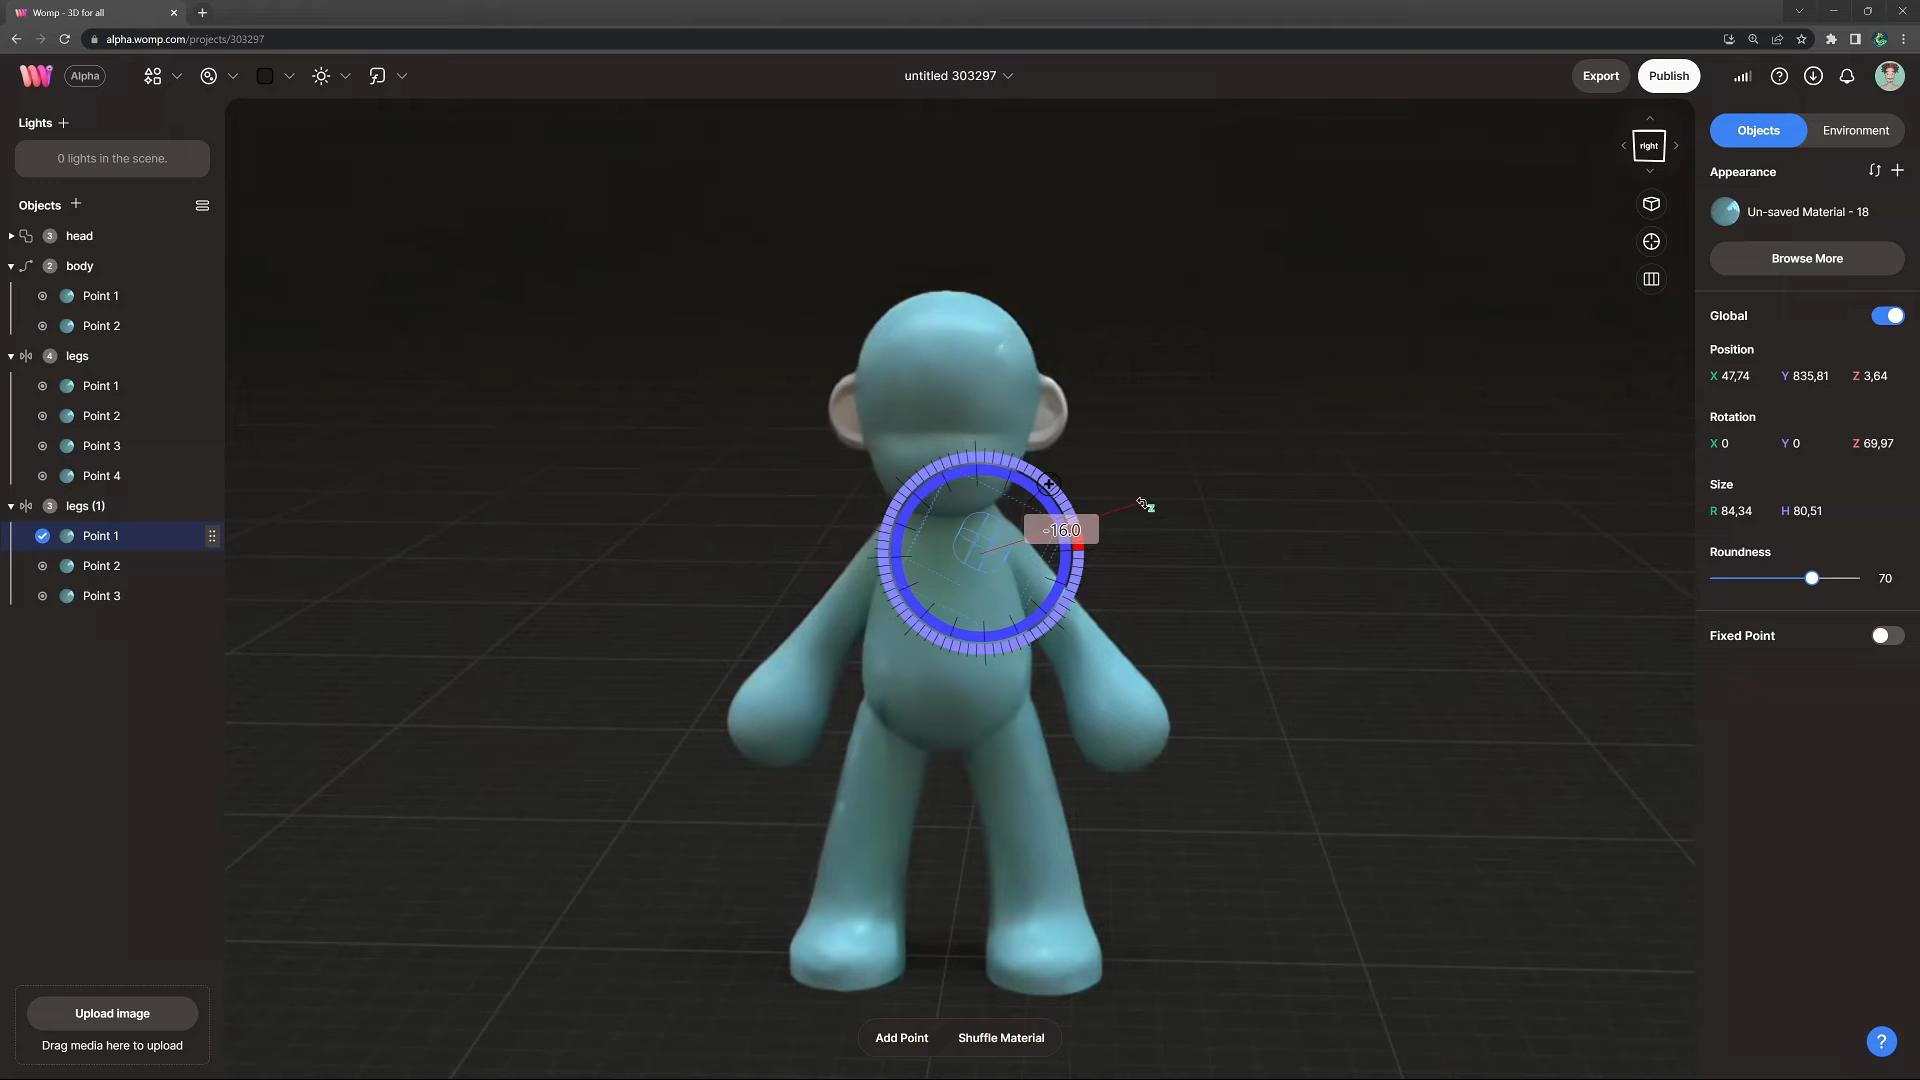 Womp - 3D for all
alpha.womp.com/projects/303297
Alpha
untitled 303297
Export
Publish
Lights
0 lights in the scene.
Objects
3 head
2 body
Point 1
Point 2
4 legs
Point 1
Point 2
Point 3
Point 4
3 legs (1)
Point 1
Point 2
Point 3
Upload image
Drag media here to upload
right
-16.0
z
Add Point
Shuffle Material
Objects
Environment
Appearance
Un-saved Material - 18
Browse More
Global
Position
X 47,74 Y 835,81 Z 3,64
Rotation
X 0 Y 0 Z 69,97
Size
R 84,34 H 80,51
Roundness
70
Fixed Point
?